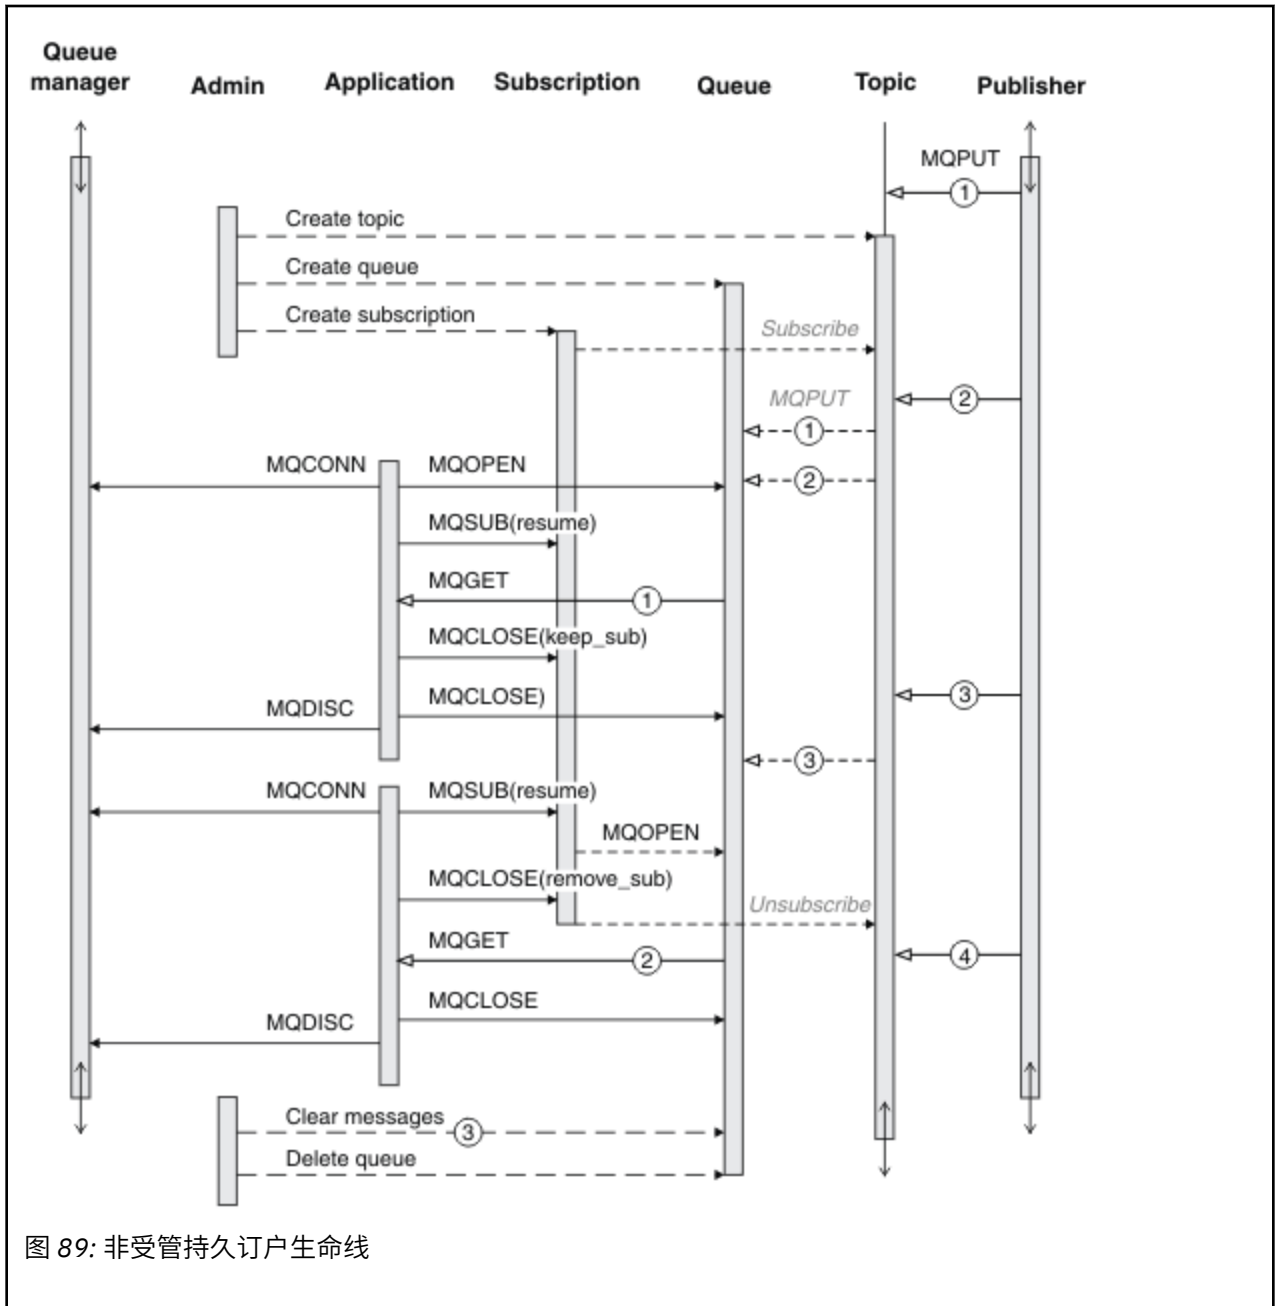 Queue
manager
Admin
Application
Subscription
Queue
Topic
Publisher
MQPUT
1
Create topic
Create queue
Create subscription
Subscribe
MQPUT
2
1
MQCONN
MQOPEN
2
MQSUB(resume)
MQGET
1
MQCLOSE(keep_sub)
MQCLOSE)
3
MQDISC
3
MQCONN
MQSUB(resume)
MQOPEN
MQCLOSE(remove_sub)
Unsubscribe
MQGET
2
4
MQCLOSE
MQDISC
Clear messages
3
Delete queue
图 89: 非受管持久订户生命线